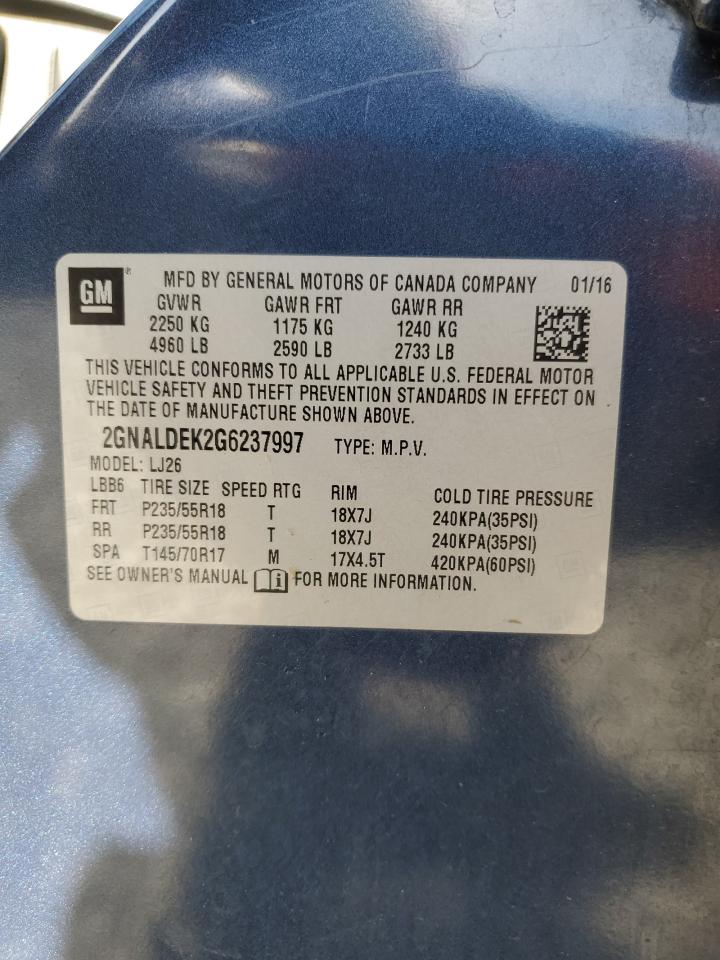 GM ® MFD BY GENERAL MOTORS OF CANADA COMPANY 01/16
GVWR GAWR FRT GAWR RR
2250 KG 1175 KG 1240 KG
4960 LB 2590 LB 2733 LB
THIS VEHICLE CONFORMS TO ALL APPLICABLE U.S. FEDERAL MOTOR
VEHICLE SAFETY AND THEFT PREVENTION STANDARDS IN EFFECT ON
THE DATE OF MANUFACTURE SHOWN ABOVE.
2GNALDEK2G6237997 TYPE: M.P.V.
MODEL: LJ26
LBB6 TIRE SIZE SPEED RTG RIM COLD TIRE PRESSURE
FRT P235/55R18 T 18X7J 240KPA(35PSI)
RR P235/55R18 T 18X7J 240KPA(35PSI)
SPA T145/70R17 M 17X4.5T 420KPA(60PSI)
SEE OWNER'S MANUAL i FOR MORE INFORMATION.